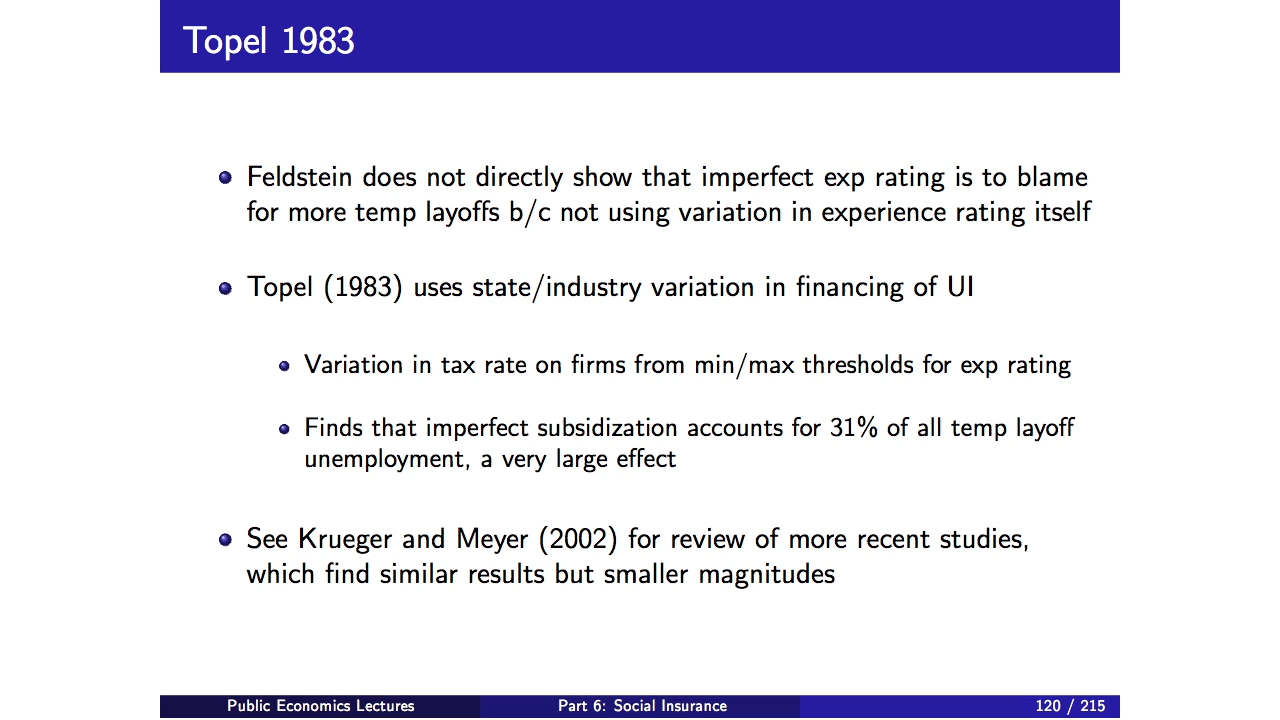 Topel 1983
Feldstein does not directly show that imperfect exp rating is to blame
for more temp layoffs b/c not using variation in experience rating itself
Topel (1983) uses state/industry variation in financing of UI
Variation in tax rate on firms from min/max thresholds for exp rating
Finds that imperfect subsidization accounts for 31% of all temp layoff
unemployment, a very large effect
See Krueger and Meyer (2002) for review of more recent studies,
which find similar results but smaller magnitudes
Public Economics Lectures
Part 6: Social Insurance
120 / 215